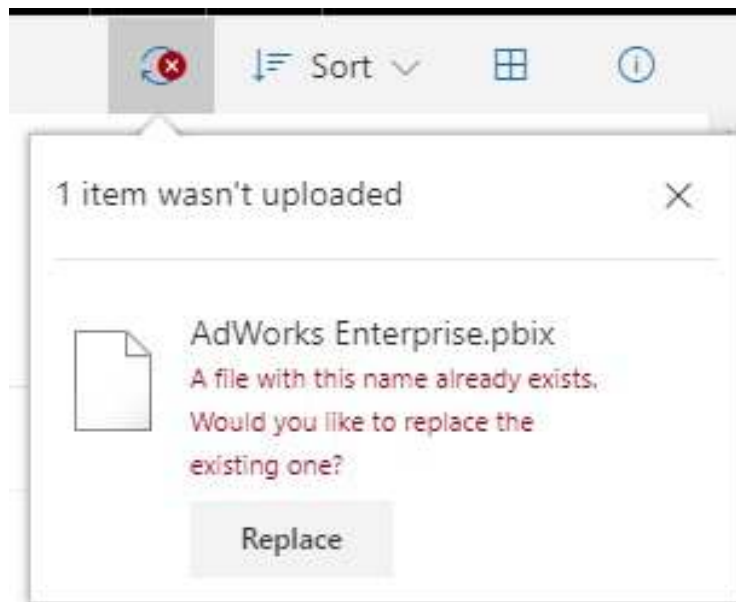 Sort
1 item wasn't uploaded
AdWorks Enterprise.pbix
A file with this name already exists.
Would you like to replace the
existing one?
Replace